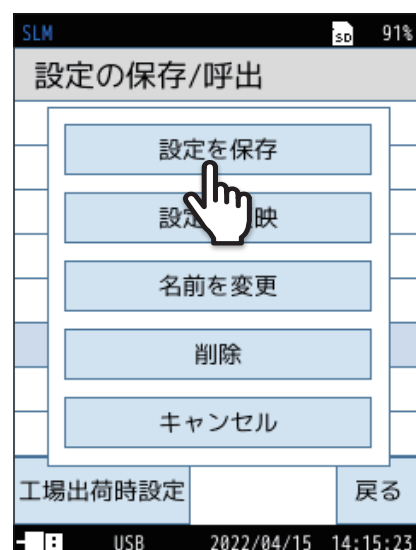 SLM SD 91%
設定の保存/呼出
設定を保存
設定 映
名前を変更
削除
キャンセル
工場出荷時設定 戻る
USB 2022/04/15 14:15:23